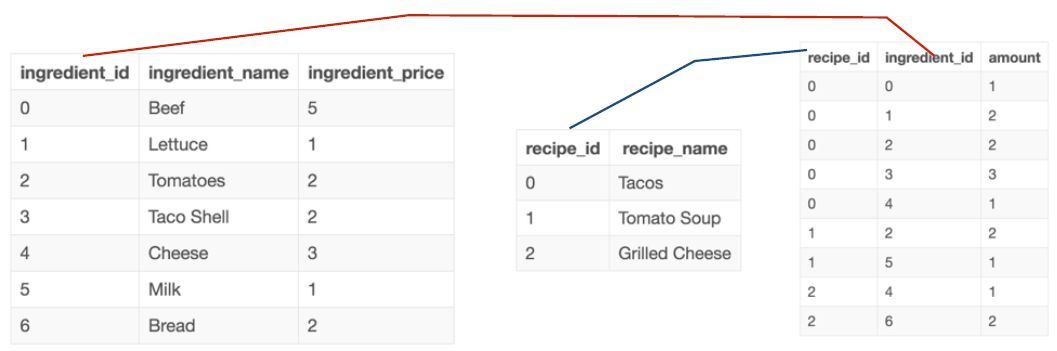 ingredient_id ingredient_name ingredient_price
0 Beef 5
1 Lettuce 1
2 Tomatoes 2
3 Taco Shell 2
4 Cheese 3
5 Milk 1
6 Bread 2
recipe_id recipe_name
0 Tacos
1 Tomato Soup
2 Grilled Cheese
recipe_id ingredient_id amount
0 0 1
0 1 2
0 2 2
0 3 3
0 4 1
1 2 2
1 5 1
2 4 1
2 6 2